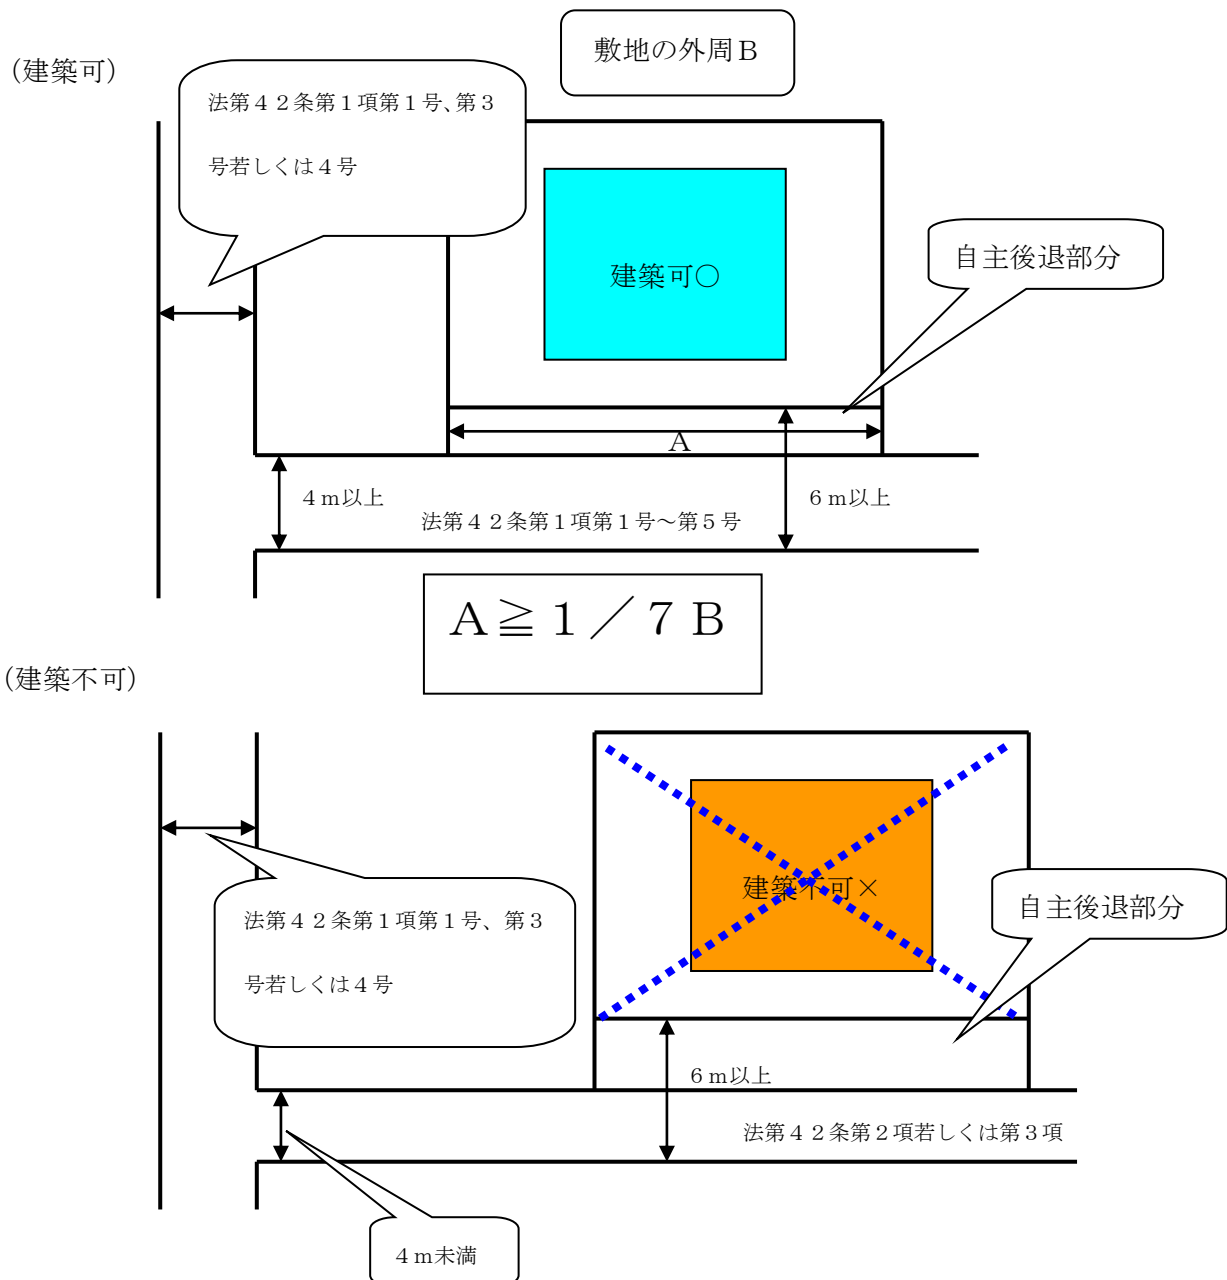 敷地の外周Ｂ
（建築可）
法第４２条第１項第１号、第３
号若しくは４号
自主後退部分
建築可○
A
４ｍ以上
６ｍ以上
法第４２条第１項第１号～第５号
A≧１／７Ｂ
（建築不可）
建築不可×
自主後退部分
法第４２条第１項第１号、第３
号若しくは４号
６ｍ以上
法第４２条第２項若しくは第３項
４ｍ未満